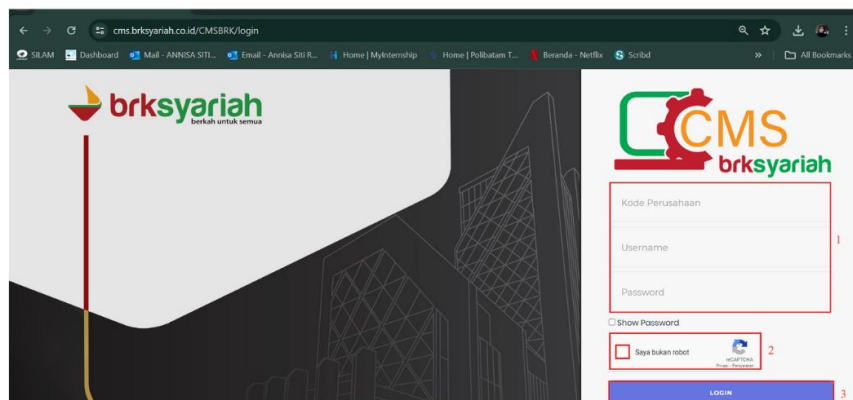 cms.brksyariah.co.id/CMSBRK/login
SILAM Dashboard Mail - ANNISA SITI... Email - Annisa Siti R... Home | MyInternship Home | Polibatam T... Beranda - Netflix Scribd » All Bookmarks
brksyariah
berkah untuk semua
CMS
brksyariah
Kode Perusahaan
1
Username
Password
Show Password
Saya bukan robot
reCAPTCHA
Privasi - Persyaratan
2
LOGIN
3